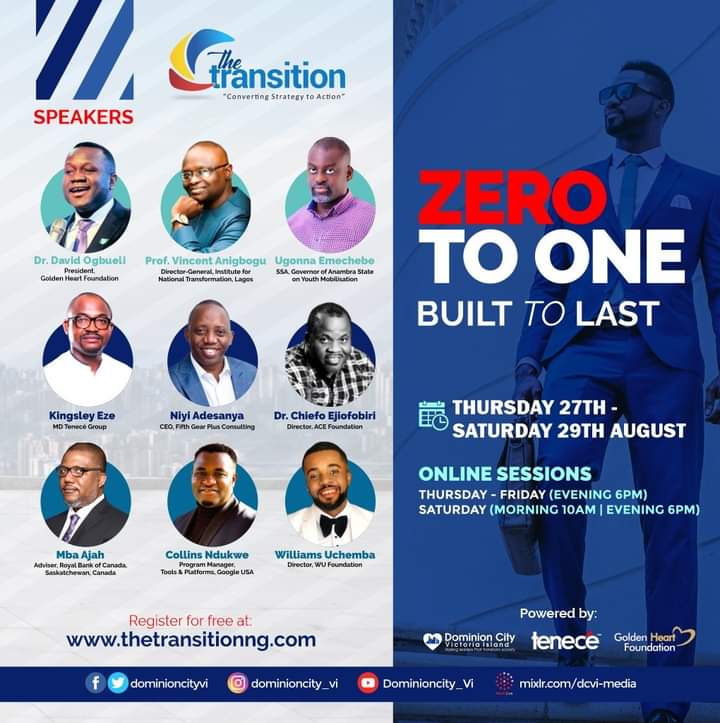 SPEAKERS
the
transition
"Converting Strategy to Action"
Dr. David Ogbueli
President,
Golden Heart Foundation
Prof. Vincent Anigbogu
Director-General, Institute for
National Transformation, Lagos
Ugonna Emechebe
SSA, Governor of Anambra State
on Youth Mobilisation
Kingsley Eze
MD Tenecé Group
Niyi Adesanya
CEO, Fifth Gear Plus Consulting
Dr. Chiefo Ejiofobiri
Director, ACE Foundation
Mba Ajah
Adviser, Royal Bank of Canada,
Saskatchewan, Canada
Collins Ndukwe
Program Manager,
Tools & Platforms, Google USA
Williams Uchemba
Director, WU Foundation
Register for free at:
www.thetransitionng.com
ZERO
TO ONE
BUILT TO LAST
THURSDAY 27TH -
SATURDAY 29TH AUGUST
ONLINE SESSIONS
THURSDAY - FRIDAY (EVENING 6PM)
SATURDAY (MORNING 10AM | EVENING 6PM)
Powered by:
Dominion City
Victoria Island
tenecé
Golden Heart
Foundation
dominioncityvi
dominioncity_vi
Dominioncity_Vi
mixlr.com/dcvi-media